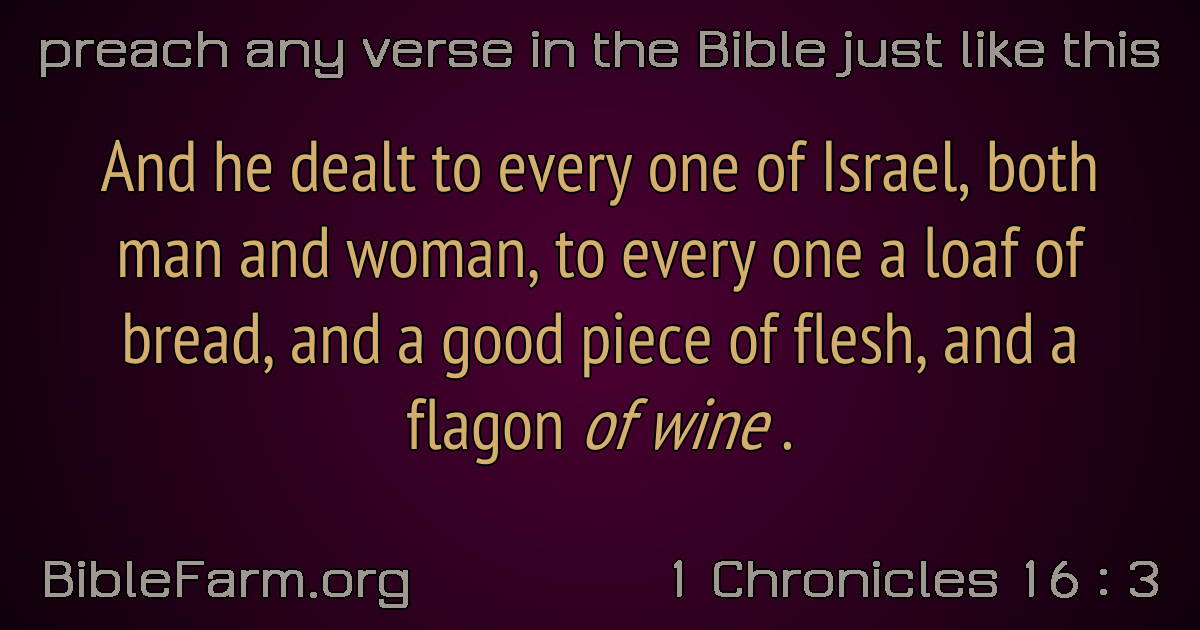 preach any verse in the Bible just like this
And he dealt to every one of Israel, both
man and woman, to every one a loaf of
bread, and a good piece of flesh, and a
flagon of wine .
BibleFarm.org
1 Chronicles 16 : 3